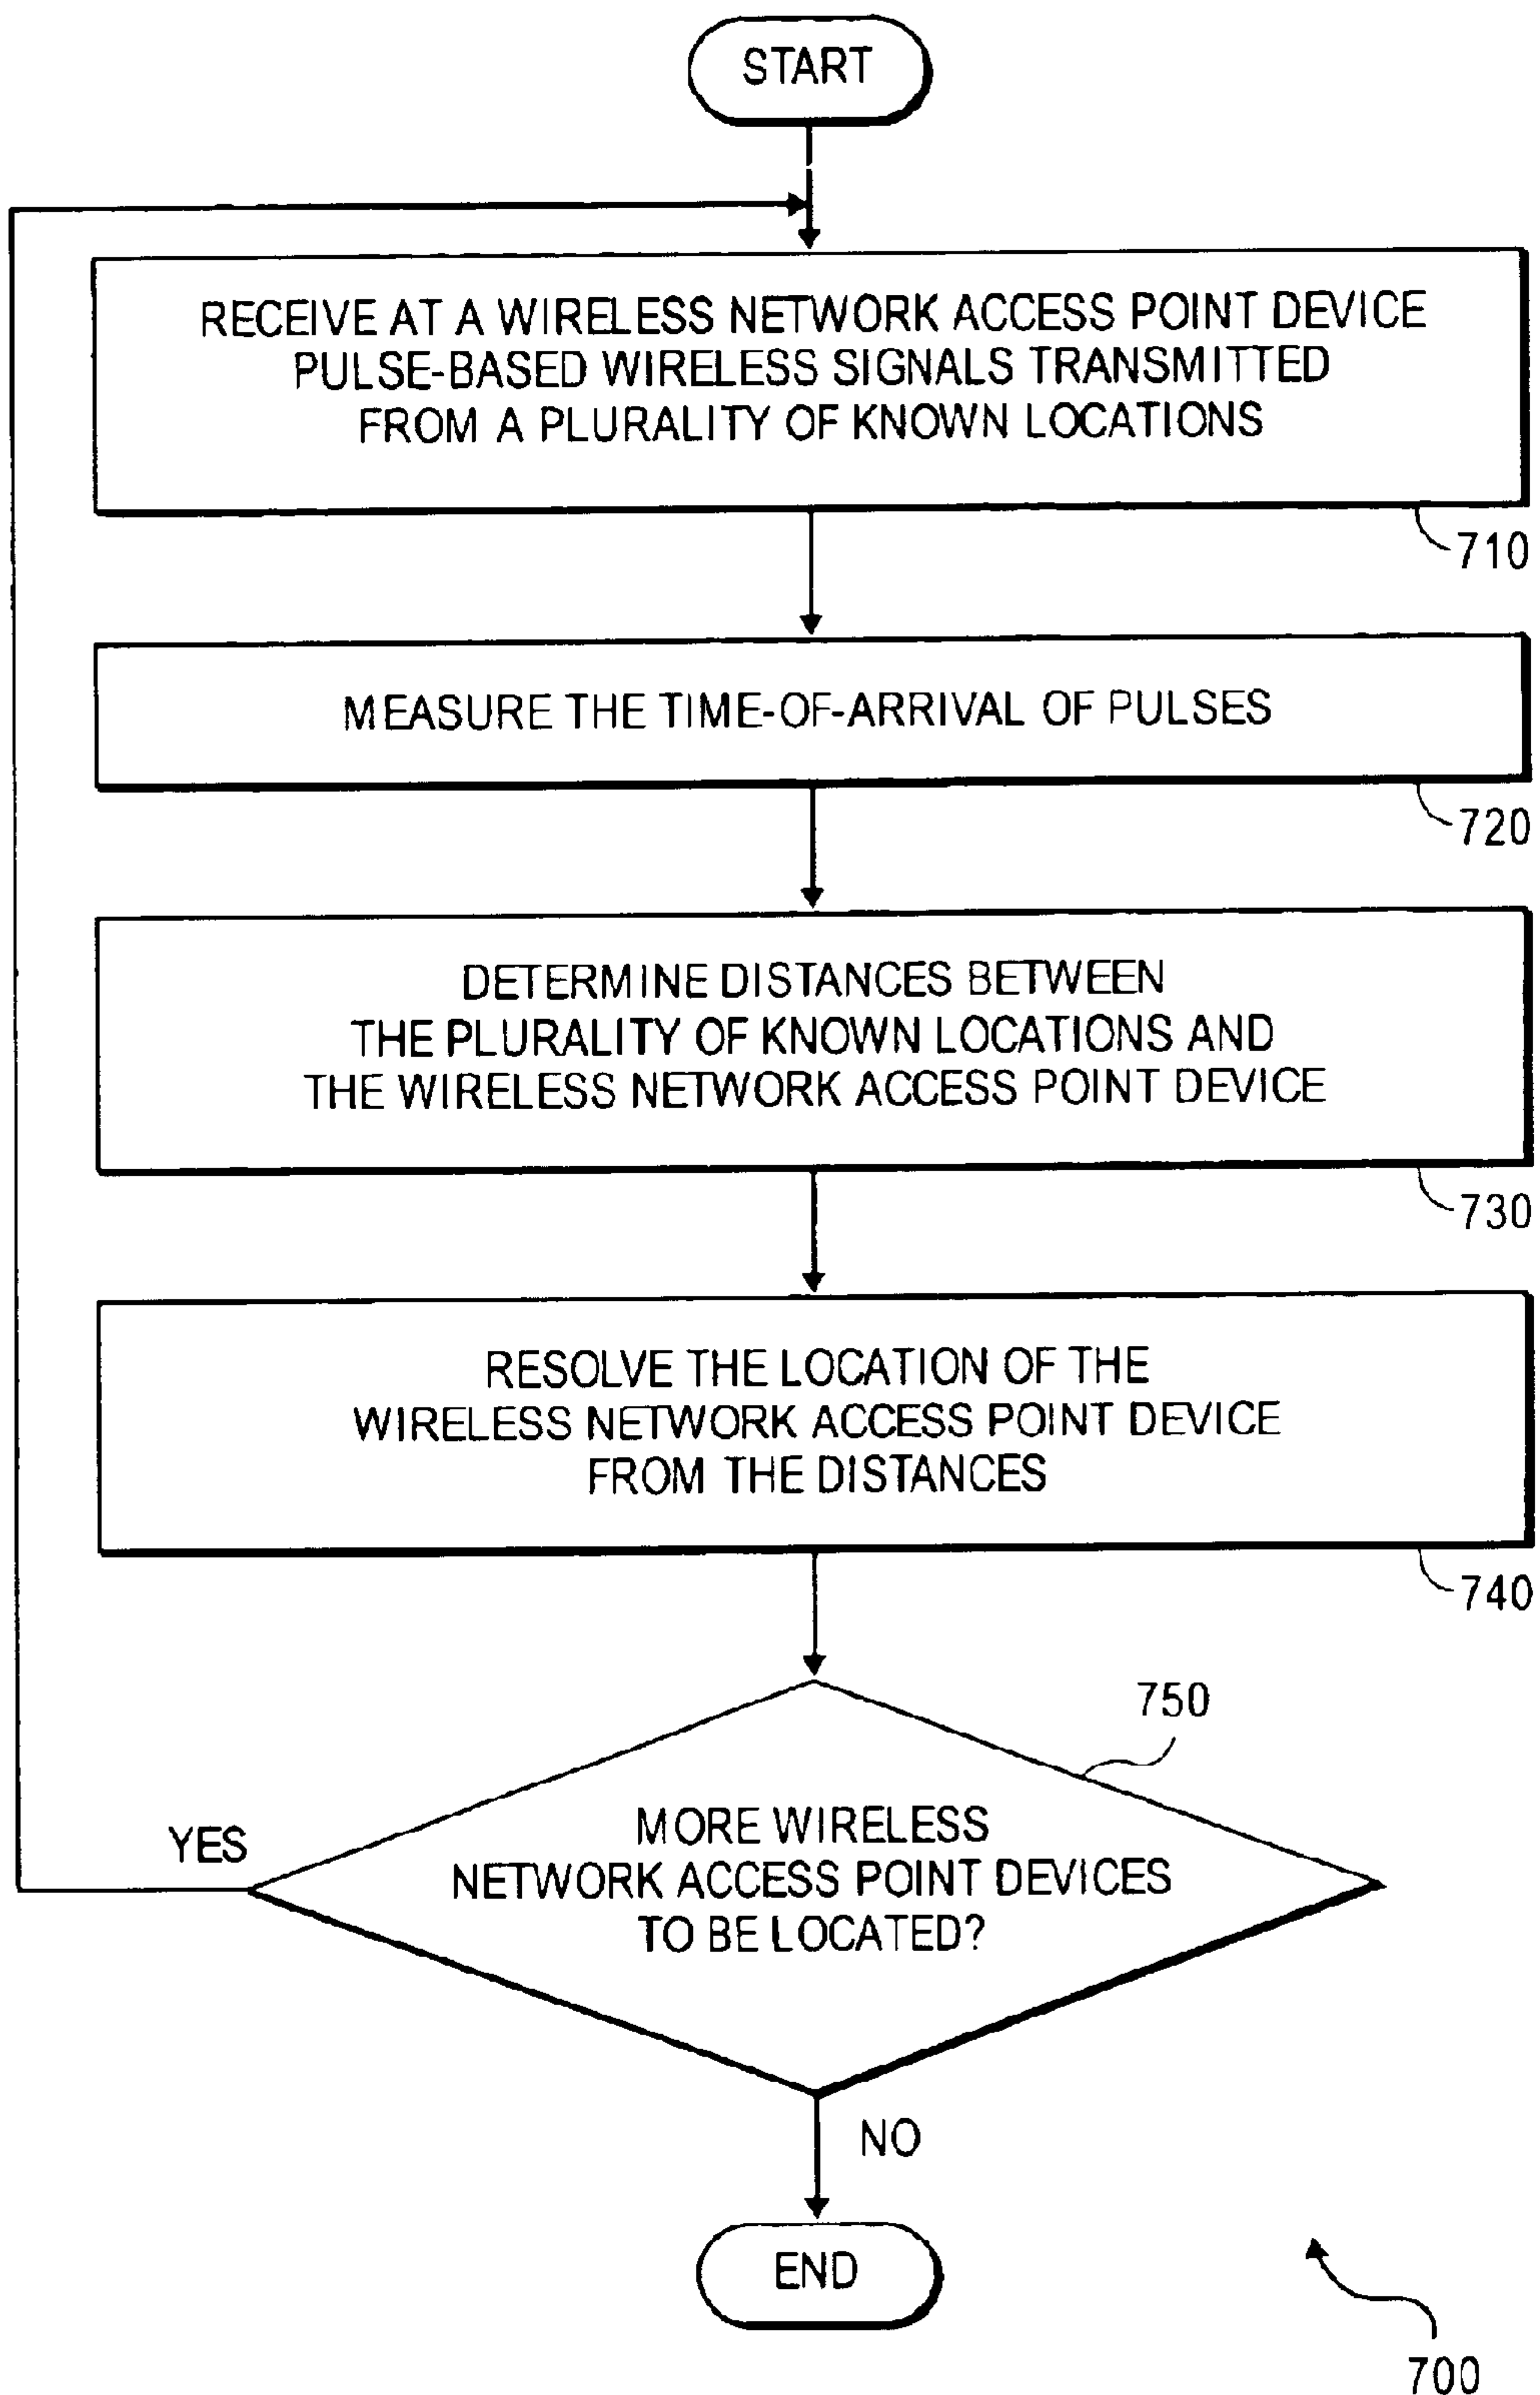 START
RECEIVE AT A WIRELESS NETWORK ACCESS POINT DEVICE
PULSE-BASED WIRELESS SIGNALS TRANSMITTED
FROM A PLURALITY OF KNOWN LOCATIONS
710
MEASURE THE TIME-OF-ARRIVAL OF PULSES
720
DETERMINE DISTANCES BETWEEN
THE PLURALITY OF KNOWN LOCATIONS AND
THE WIRELESS NETWORK ACCESS POINT DEVICE
730
RESOLVE THE LOCATION OF THE
WIRELESS NETWORK ACCESS POINT DEVICE
FROM THE DISTANCES
740
750
YES
MORE WIRELESS
NETWORK ACCESS POINT DEVICES
TO BE LOCATED?
NO
END
700